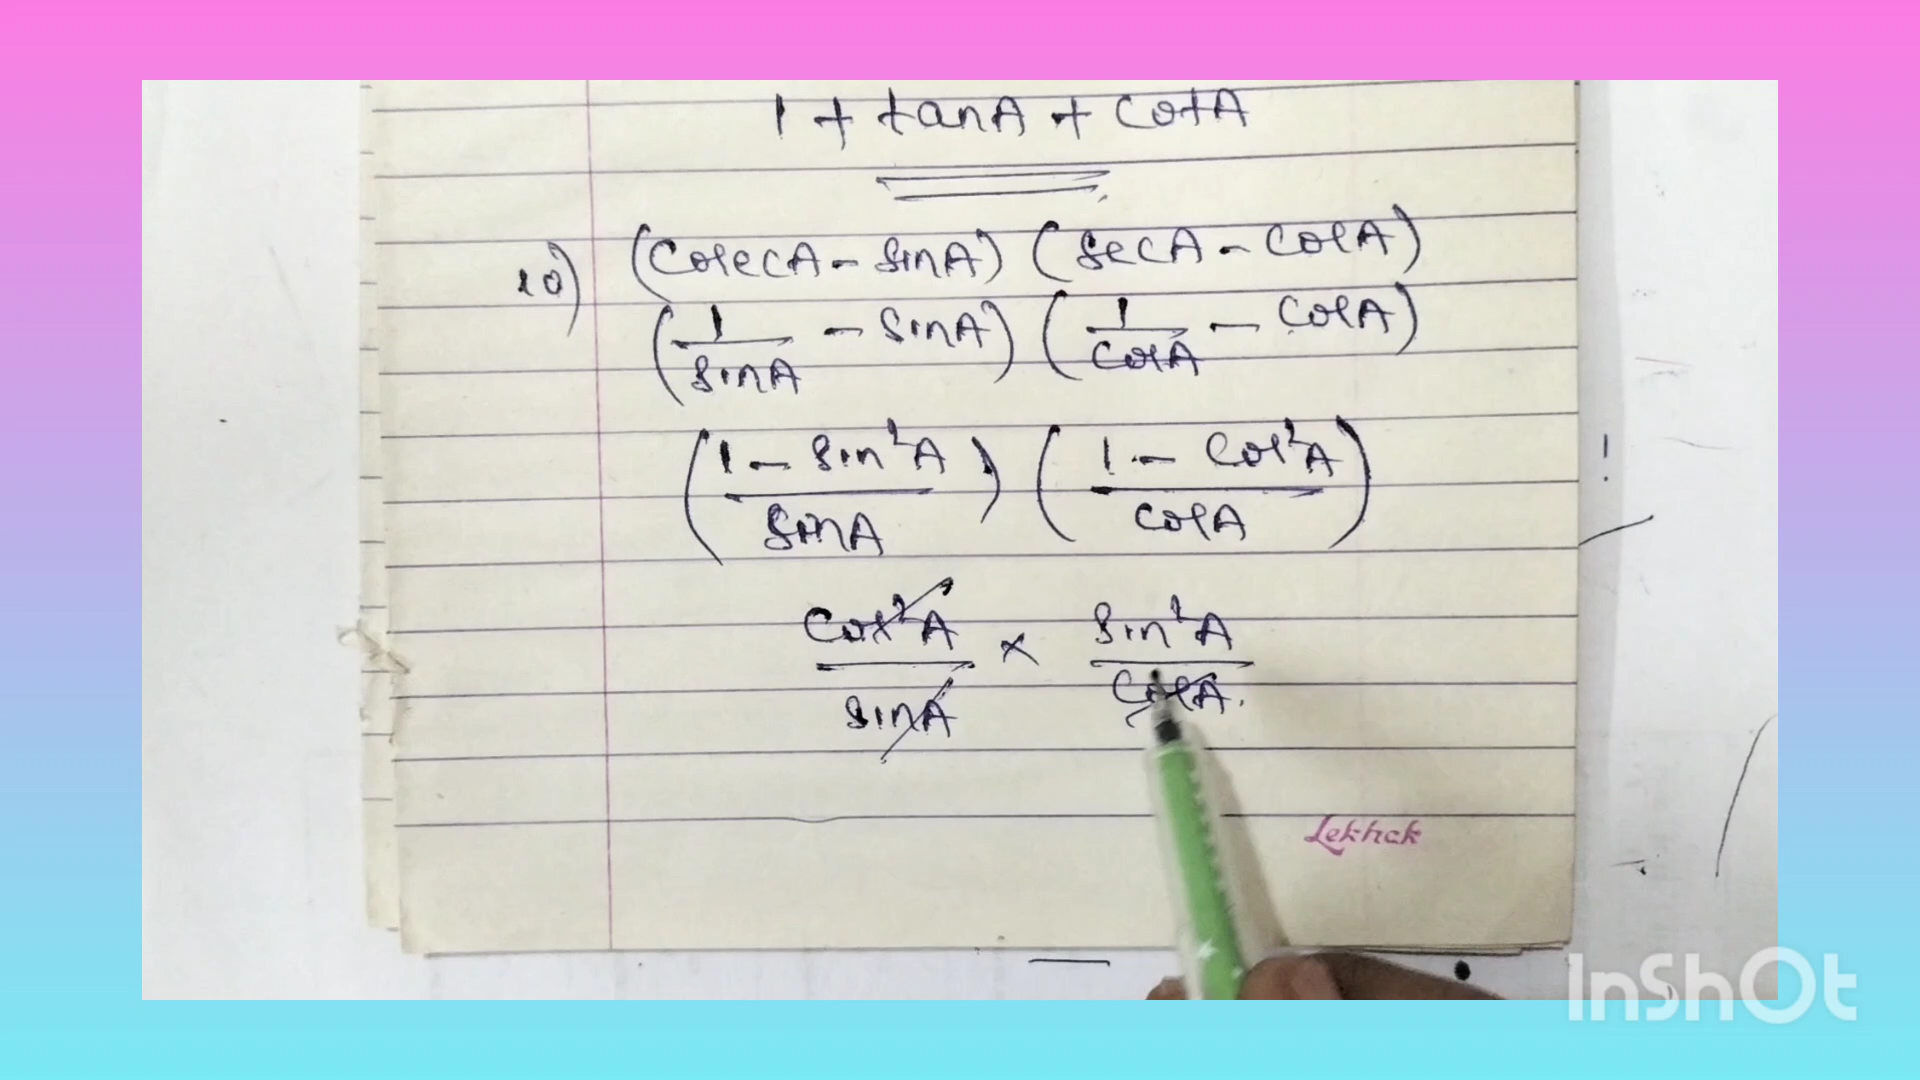 1 + tanA + CotA
10) (CosecA - sinA) (SecA - CosA)
(1/sinA - sinA) (1/cosA - cosA)
(1 - sin²A / sinA) (1 - cos²A / cosA)
Cos²A / sinA × sin²A / CosA.
Lekhak
InShOt